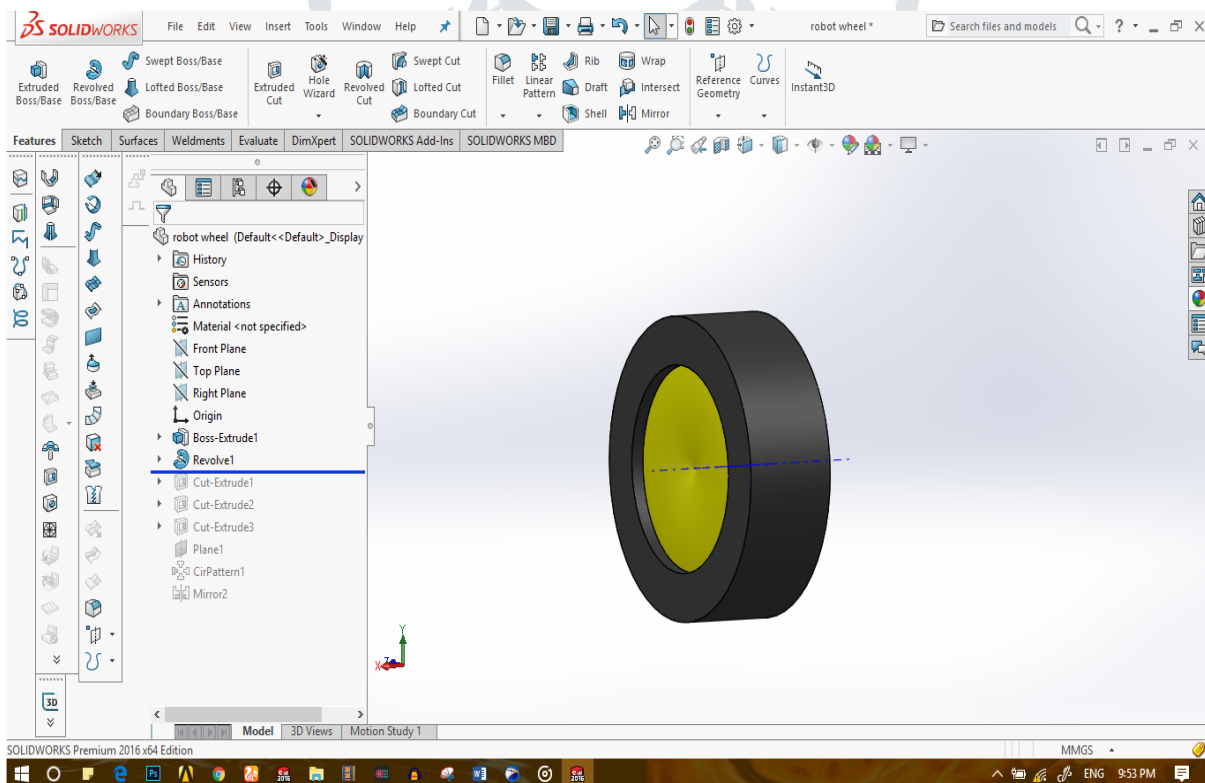 SOLIDWORKS File Edit View Insert Tools Window Help robot wheel * Search files and models ?
Extruded Boss/Base
Revolved Boss/Base
Swept Boss/Base
Lofted Boss/Base
Boundary Boss/Base
Extruded Cut
Hole Wizard
Revolved Cut
Swept Cut
Lofted Cut
Boundary Cut
Fillet
Linear Pattern
Rib
Draft
Shell
Wrap
Intersect
Mirror
Reference Geometry
Curves
Instant3D
Features Sketch Surfaces Weldments Evaluate DimXpert SOLIDWORKS Add-Ins SOLIDWORKS MBD
robot wheel (Default<<Default>_Display
History
Sensors
A Annotations
Material <not specified>
Front Plane
Top Plane
Right Plane
Origin
Boss-Extrude1
Revolve1
Cut-Extrude1
Cut-Extrude2
Cut-Extrude3
Plane1
CirPattern1
Mirror2
Y
X
Z
3D
Model 3D Views Motion Study 1
SOLIDWORKS Premium 2016 x64 Edition MMGS
Ps 2016 2016 ENG 9:53 PM